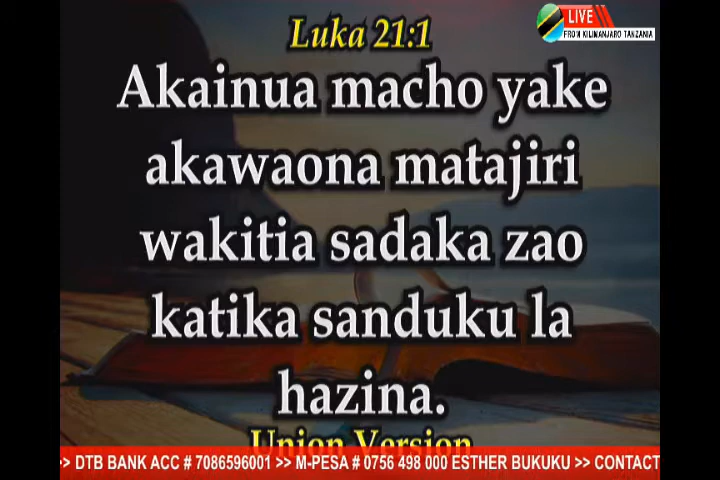 Luka 21:1
LIVE
FROM KILIMANJARO TANZANIA
Akainua macho yake
akawaona matajiri
wakitia sadaka zao
katika sanduku la
hazina.
Union Version
>> DTB BANK ACC # 7086596001 >> M-PESA # 0756 498 000 ESTHER BUKUKU >> CONTACT